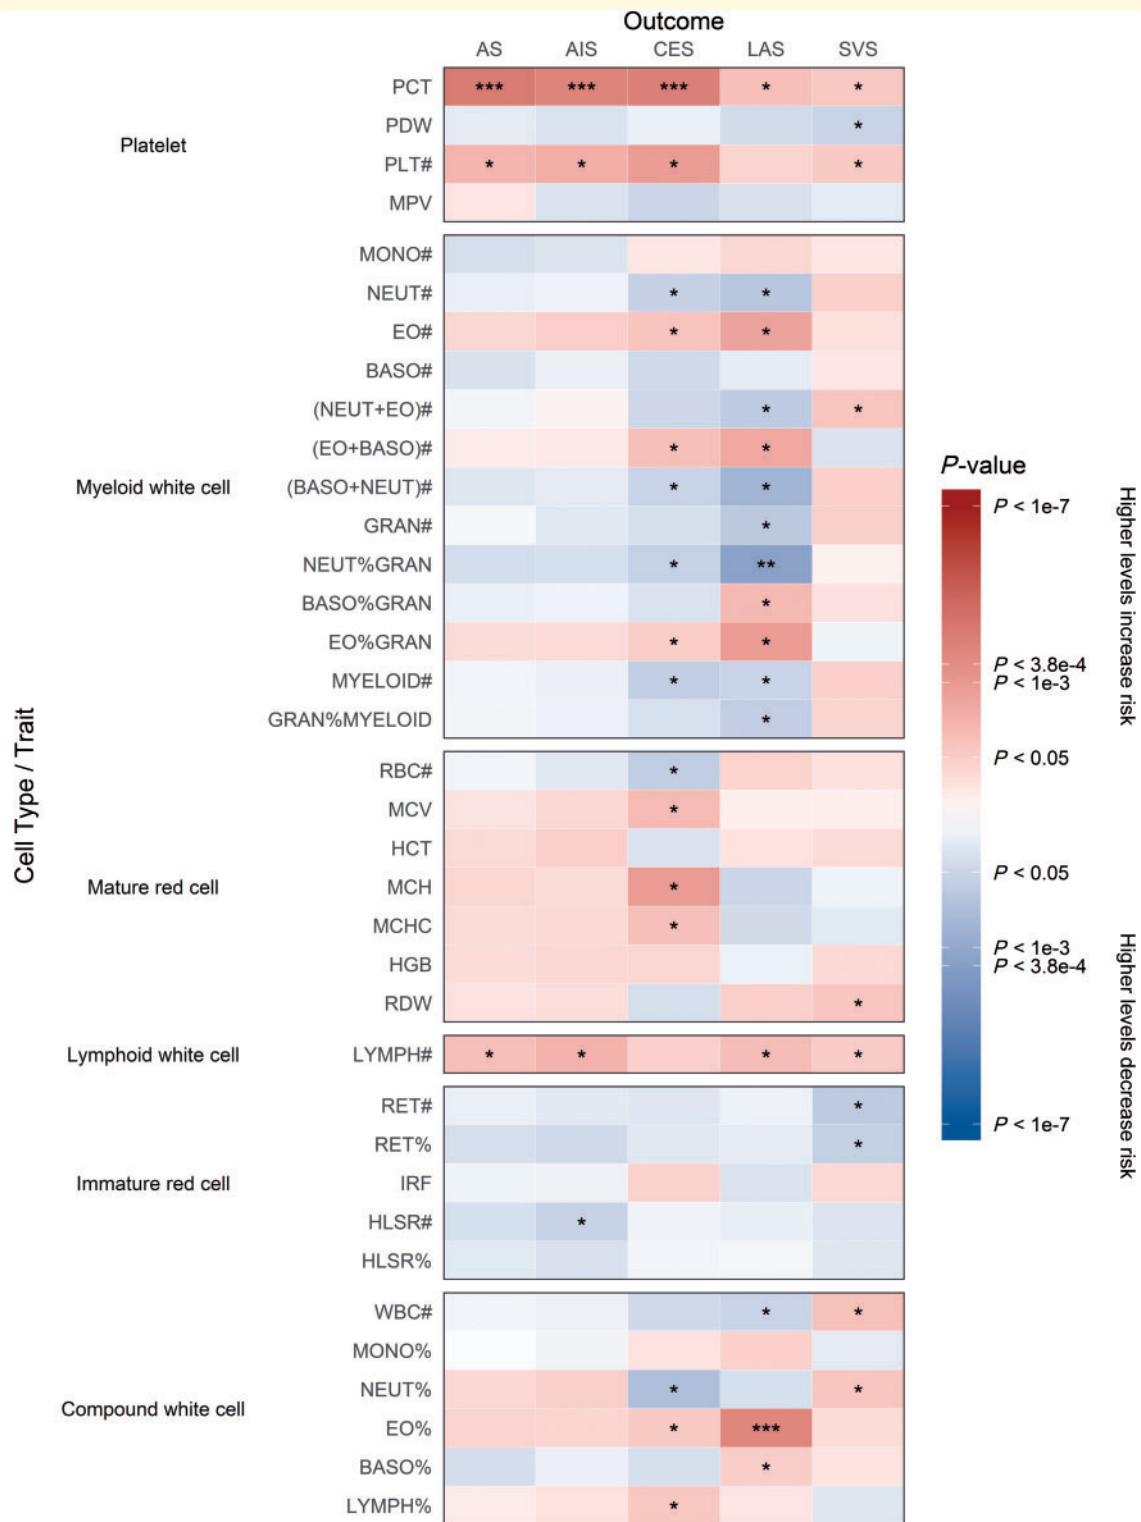 Outcome
AS AIS CES LAS SVS
Cell Type / Trait
Platelet
PCT *** *** *** * *
PDW *
PLT# * * * *
MPV
Myeloid white cell
MONO#
NEUT# * *
EO# * *
BASO#
(NEUT+EO)# * *
(EO+BASO)# * *
(BASO+NEUT)# * *
GRAN# *
NEUT%GRAN * **
BASO%GRAN *
EO%GRAN * *
MYELOID# * *
GRAN%MYELOID *
Mature red cell
RBC# *
MCV *
HCT
MCH *
MCHC *
HGB
RDW *
Lymphoid white cell
LYMPH# * * * *
Immature red cell
RET# *
RET% *
IRF
HLSR# *
HLSR%
Compound white cell
WBC# * *
MONO%
NEUT% * *
EO% * ***
BASO% *
LYMPH% *
P-value
P < 1e-7
P < 3.8e-4
P < 1e-3
P < 0.05
P < 0.05
P < 1e-3
P < 3.8e-4
P < 1e-7
Higher levels increase risk
Higher levels decrease risk